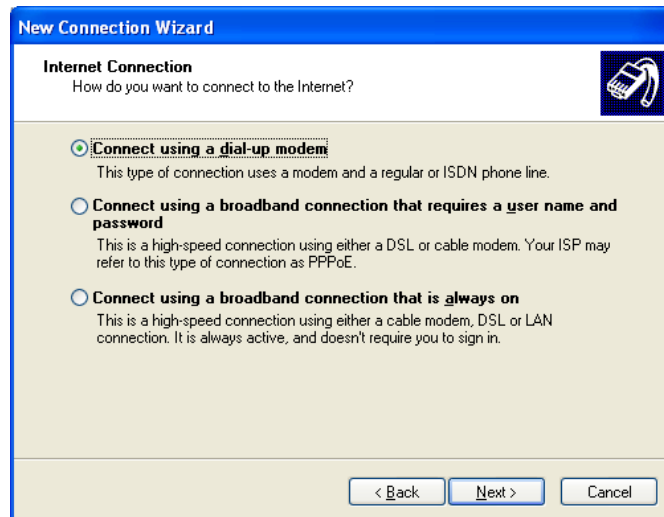 New Connection Wizard
Internet Connection
How do you want to connect to the Internet?
Connect using a dial-up modem
This type of connection uses a modem and a regular or ISDN phone line.
Connect using a broadband connection that requires a user name and
password
This is a high-speed connection using either a DSL or cable modem. Your ISP may
refer to this type of connection as PPPoE.
Connect using a broadband connection that is always on
This is a high-speed connection using either a cable modem, DSL or LAN
connection. It is always active, and doesn't require you to sign in.
< Back Next > Cancel